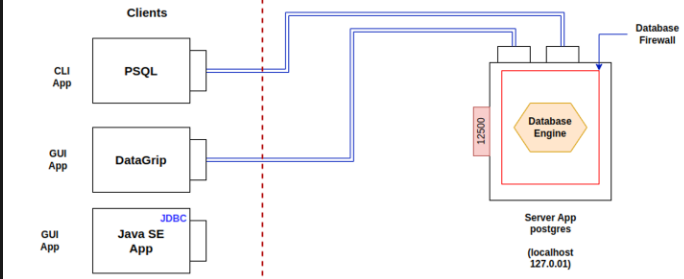 Clients
Database
Firewall
CLI
App
PSQL
12500
Database
Engine
GUI
App
DataGrip
JDBC
GUI
App
Java SE
App
Server App
postgres
(localhost
127.0.01)